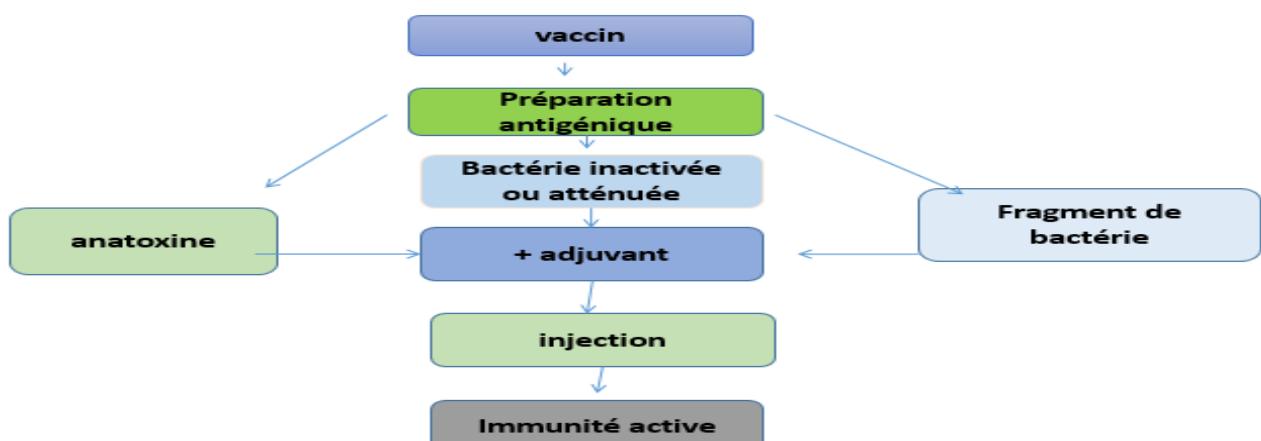 vaccin
Préparation
antigénique
Bactérie inactivée
ou atténuée
anatoxine
Fragment de
bactérie
+ adjuvant
injection
Immunité active